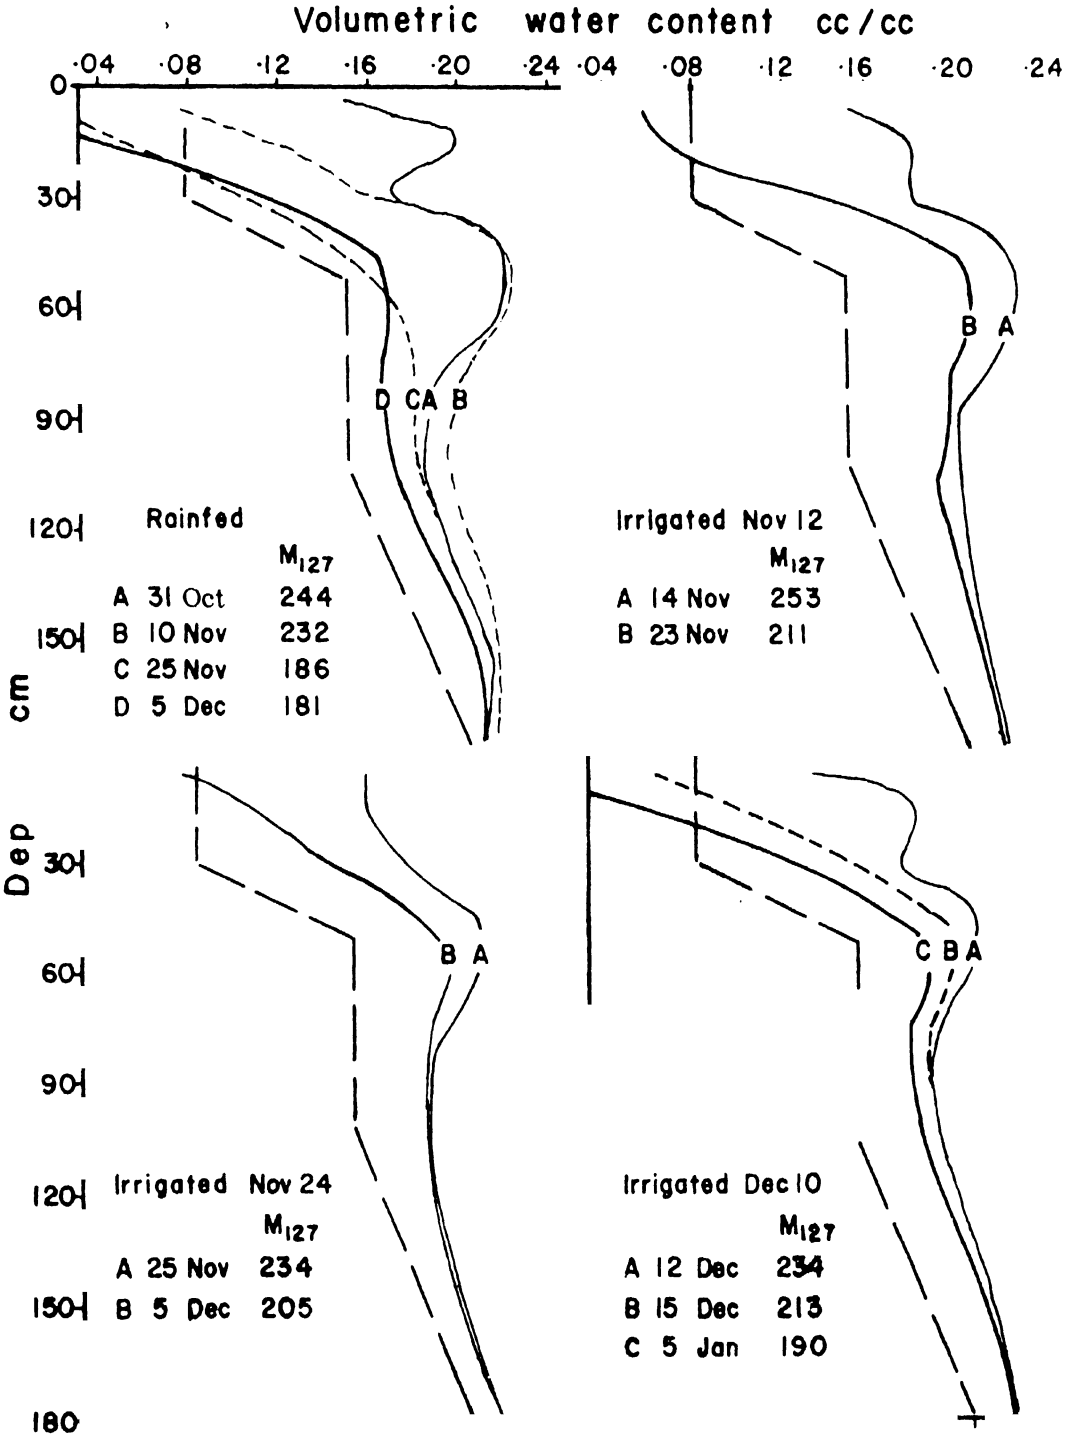 Volumetric water content cc/cc
·04 ·08 ·12 ·16 ·20 ·24 ·04 ·08 ·12 ·16 ·20 ·24
0
30
60
90
120
150
D C A B
Rainfed
M127
A 31 Oct 244
B 10 Nov 232
C 25 Nov 186
D 5 Dec 181
B A
Irrigated Nov 12
M127
A 14 Nov 253
B 23 Nov 211
Dep cm
30
60
90
120
150
180
B A
Irrigated Nov 24
M127
A 25 Nov 234
B 5 Dec 205
C B A
Irrigated Dec 10
M127
A 12 Dec 234
B 15 Dec 213
C 5 Jan 190